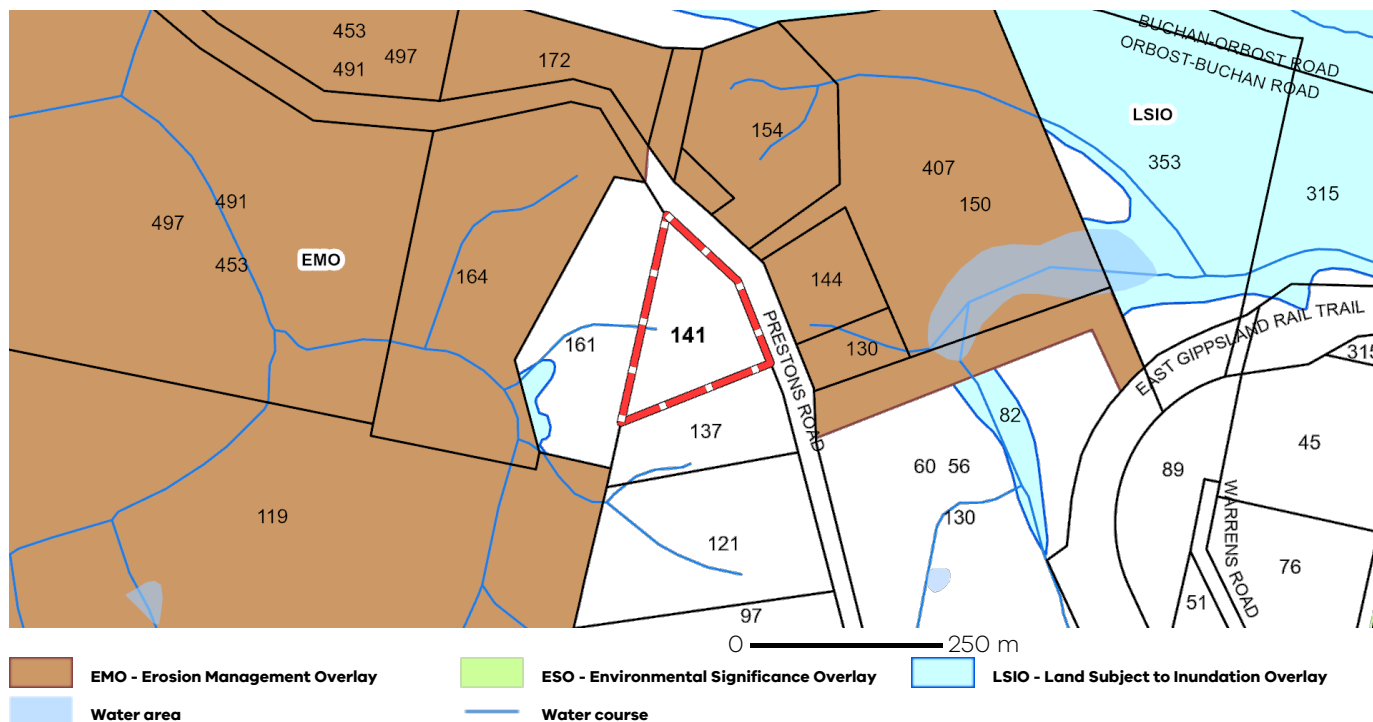 453
497
491
172
BUCHAN-ORBOST ROAD
ORBOST-BUCHAN ROAD
LSIO
154
353
407
315
150
491
497
EMO
453
164
144
141
161
PRESTONS ROAD
130
EAST GIPPSLAND RAIL TRAIL
315
82
137
45
60 56
89
119
130
121
WARRENS ROAD
76
51
97
0 250 m
EMO - Erosion Management Overlay
ESO - Environmental Significance Overlay
LSIO - Land Subject to Inundation Overlay
Water area
Water course